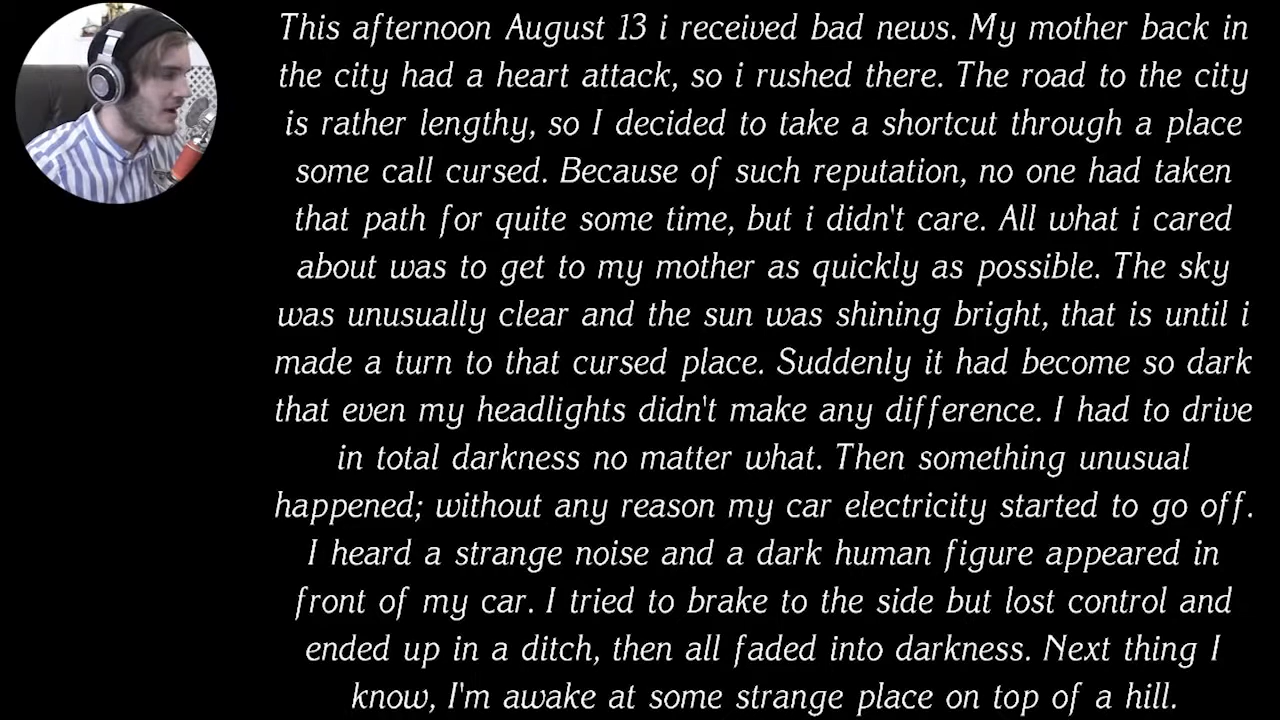 This afternoon August 13 i received bad news. My mother back in
the city had a heart attack, so i rushed there. The road to the city
is rather lengthy, so I decided to take a shortcut through a place
some call cursed. Because of such reputation, no one had taken
that path for quite some time, but i didn't care. All what i cared
about was to get to my mother as quickly as possible. The sky
was unusually clear and the sun was shining bright, that is until i
made a turn to that cursed place. Suddenly it had become so dark
that even my headlights didn't make any difference. I had to drive
in total darkness no matter what. Then something unusual
happened; without any reason my car electricity started to go off.
I heard a strange noise and a dark human figure appeared in
front of my car. I tried to brake to the side but lost control and
ended up in a ditch, then all faded into darkness. Next thing I
know, I'm awake at some strange place on top of a hill.